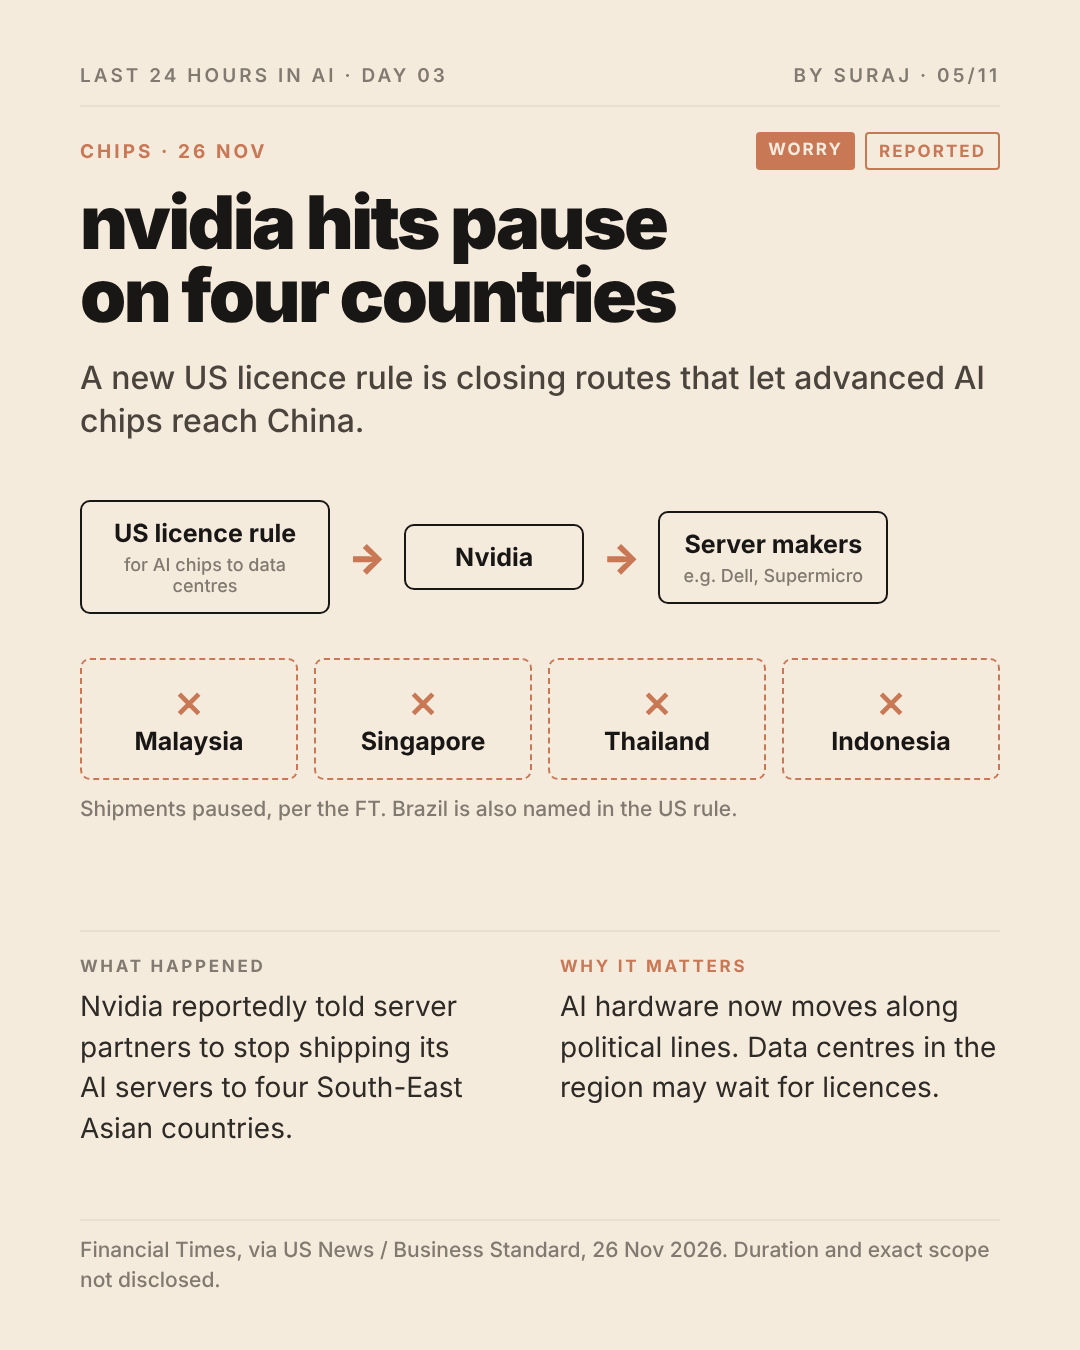 LAST 24 HOURS IN AI · DAY 03
BY SURAJ · 05/11
CHIPS · 26 NOV
WORRY
REPORTED
nvidia hits pause
on four countries
A new US licence rule is closing routes that let advanced AI
chips reach China.
US licence rule
for AI chips to data
centres
→
Nvidia
→
Server makers
e.g. Dell, Supermicro
✕
Malaysia
✕
Singapore
✕
Thailand
✕
Indonesia
Shipments paused, per the FT. Brazil is also named in the US rule.
WHAT HAPPENED
Nvidia reportedly told server
partners to stop shipping its
AI servers to four South-East
Asian countries.
WHY IT MATTERS
AI hardware now moves along
political lines. Data centres in the
region may wait for licences.
Financial Times, via US News / Business Standard, 26 Nov 2026. Duration and exact scope
not disclosed.